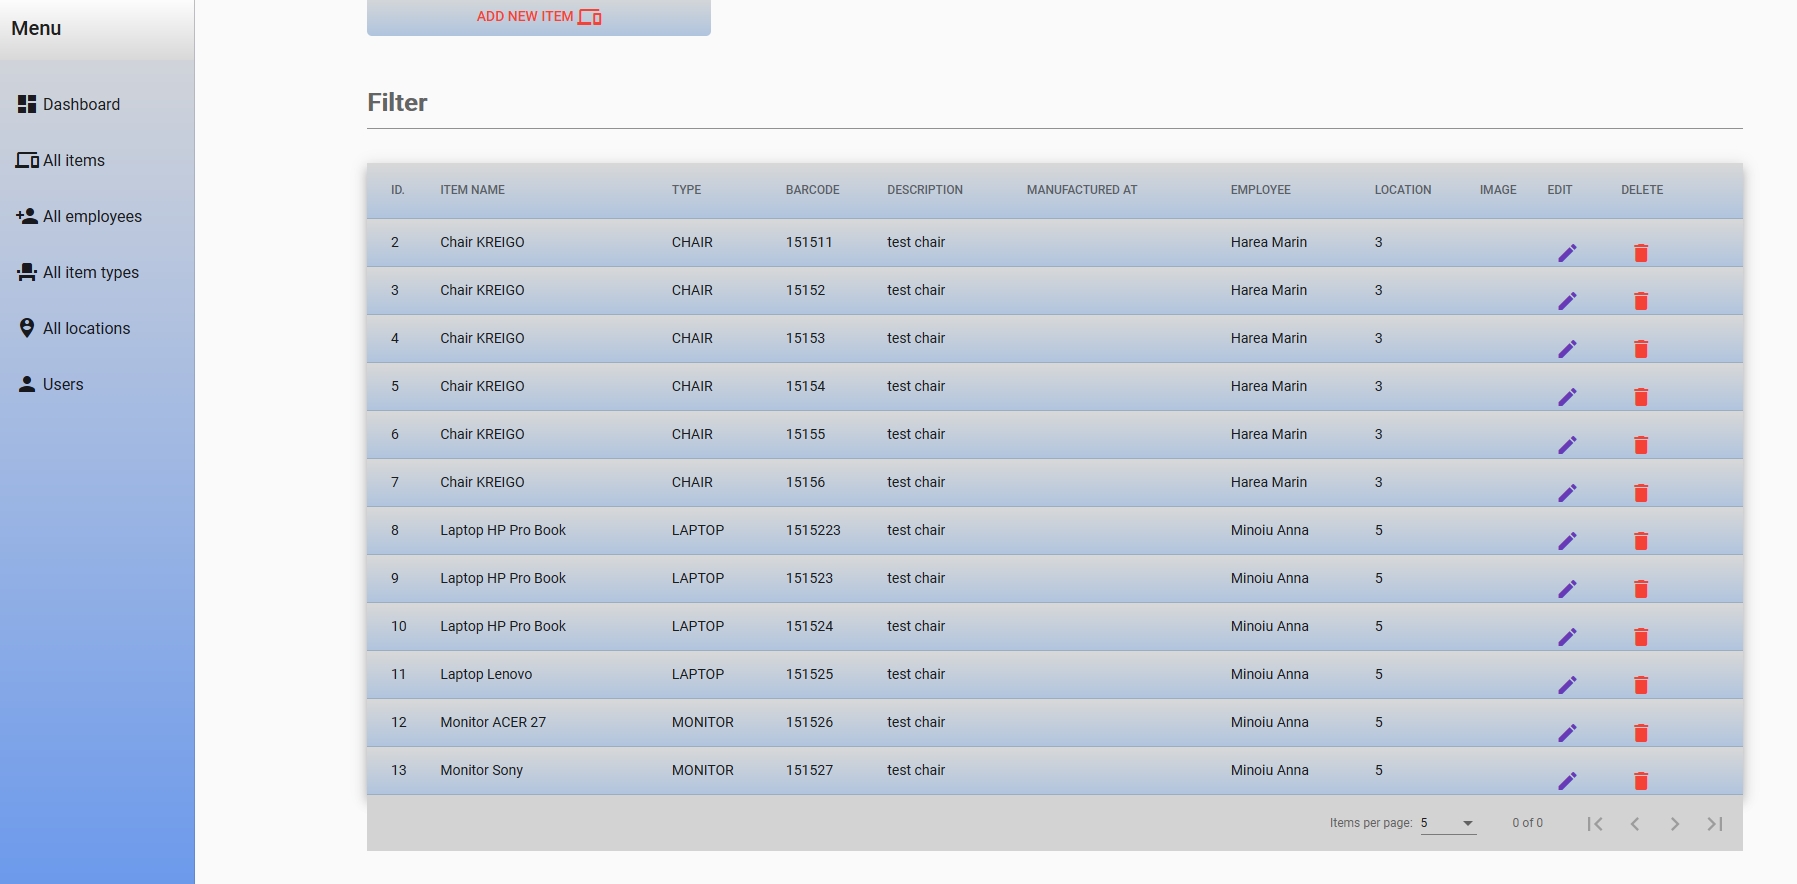 Menu
Dashboard
All items
All employees
All item types
All locations
Users
ADD NEW ITEM
Filter
ID. ITEM NAME TYPE BARCODE DESCRIPTION MANUFACTURED AT EMPLOYEE LOCATION IMAGE EDIT DELETE
2 Chair KREIGO CHAIR 151511 test chair Harea Marin 3
3 Chair KREIGO CHAIR 15152 test chair Harea Marin 3
4 Chair KREIGO CHAIR 15153 test chair Harea Marin 3
5 Chair KREIGO CHAIR 15154 test chair Harea Marin 3
6 Chair KREIGO CHAIR 15155 test chair Harea Marin 3
7 Chair KREIGO CHAIR 15156 test chair Harea Marin 3
8 Laptop HP Pro Book LAPTOP 1515223 test chair Minoiu Anna 5
9 Laptop HP Pro Book LAPTOP 151523 test chair Minoiu Anna 5
10 Laptop HP Pro Book LAPTOP 151524 test chair Minoiu Anna 5
11 Laptop Lenovo LAPTOP 151525 test chair Minoiu Anna 5
12 Monitor ACER 27 MONITOR 151526 test chair Minoiu Anna 5
13 Monitor Sony MONITOR 151527 test chair Minoiu Anna 5
Items per page: 5 0 of 0